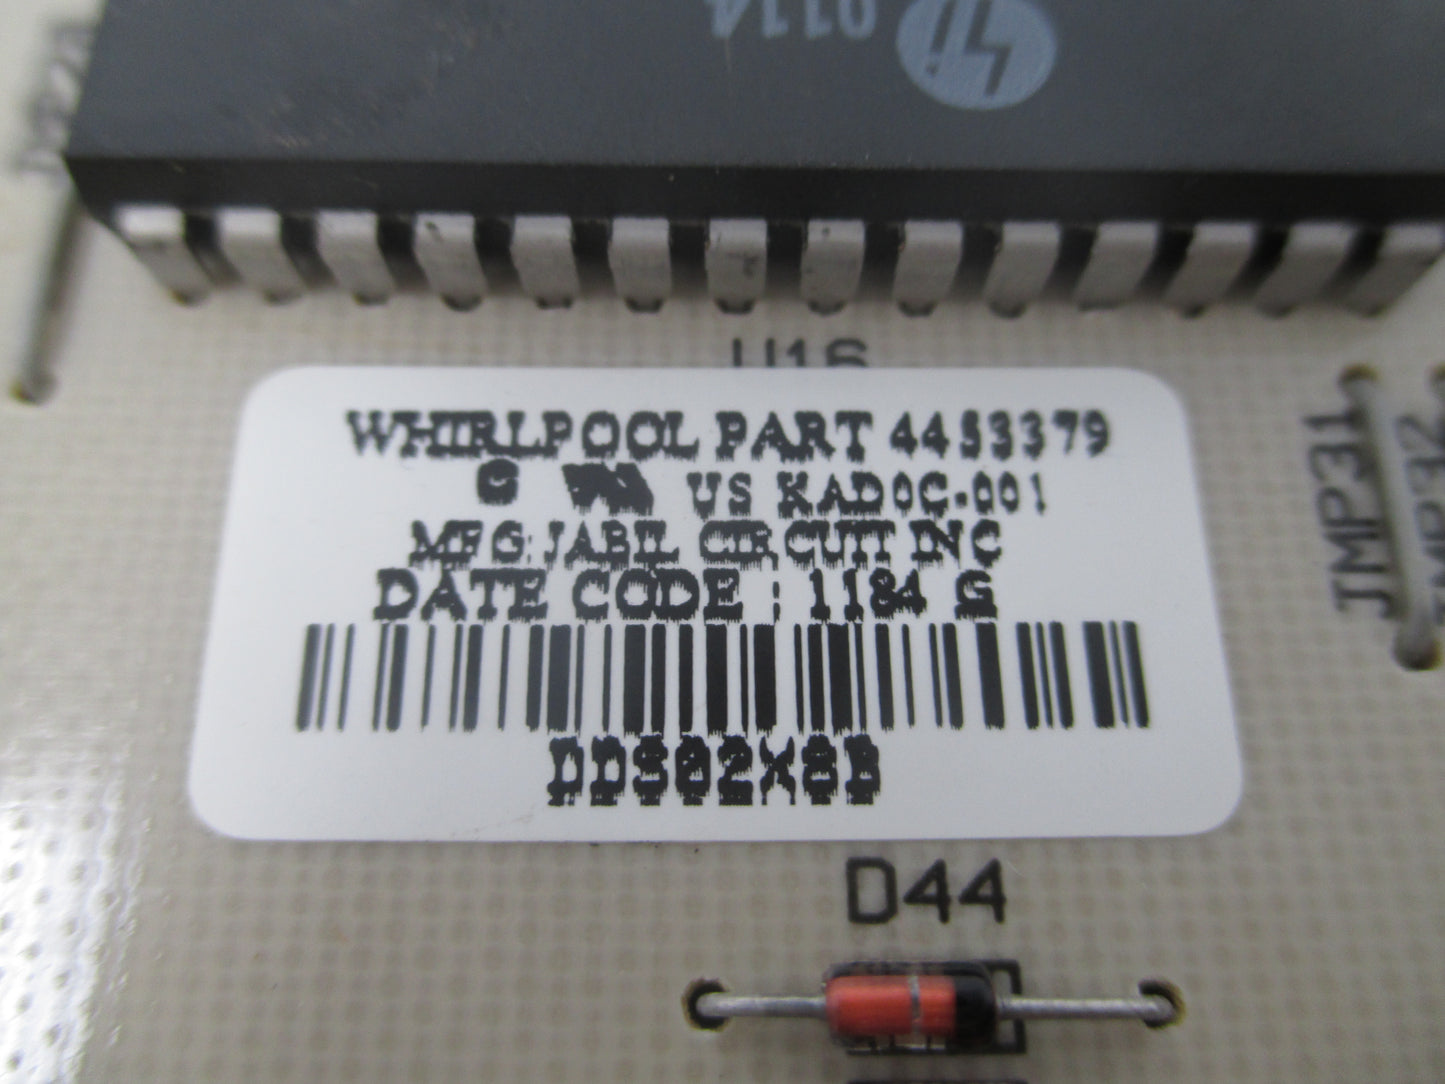 0114
U16
WHIRLPOOL PART 4453379
C US KAD0C-001
MFG: JABIL CIRCUIT INC
DATE CODE : 1184 G
DDS02X8B
JMP31
JMP32
D44